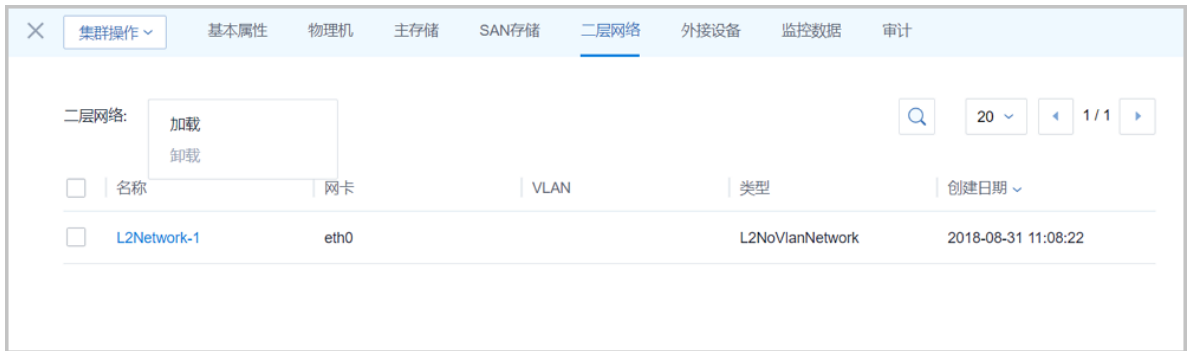 集群操作 基本属性 物理机 主存储 SAN存储 二层网络 外接设备 监控数据 审计
二层网络: 20 1 / 1
加载
卸载
名称 网卡 VLAN 类型 创建日期
L2Network-1 eth0 L2NoVlanNetwork 2018-08-31 11:08:22